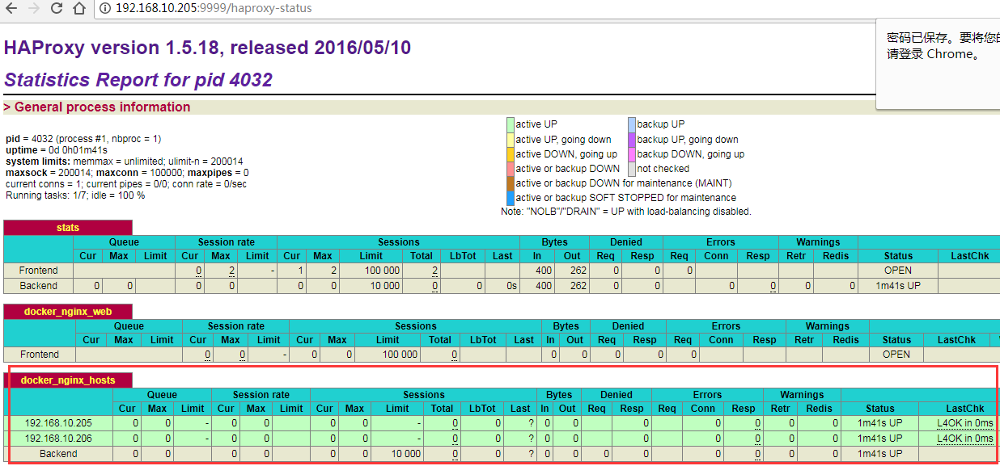 192.168.10.205:9999/haproxy-status
密码已保存。要将您的
请登录 Chrome。
HAProxy version 1.5.18, released 2016/05/10
Statistics Report for pid 4032
> General process information
pid = 4032 (process #1, nbproc = 1)
uptime = 0d 0h01m41s
system limits: memmax = unlimited; ulimit-n = 200014
maxsock = 200014; maxconn = 100000; maxpipes = 0
current conns = 1; current pipes = 0/0; conn rate = 0/sec
Running tasks: 1/7; idle = 100 %
active UP backup UP
active UP, going down backup UP, going down
active DOWN, going up backup DOWN, going up
active or backup DOWN not checked
active or backup DOWN for maintenance (MAINT)
active or backup SOFT STOPPED for maintenance
Note: "NOLB"/"DRAIN" = UP with load-balancing disabled.
stats
Queue Session rate Sessions Bytes Denied Errors Warnings
Cur Max Limit Cur Max Limit Cur Max Limit Total LbTot Last In Out Req Resp Req Conn Resp Retr Redis Status LastChk
Frontend 0 2 - 1 2 100 000 2 400 262 0 0 0 OPEN
Backend 0 0 0 0 0 0 10 000 0 0 0s 400 262 0 0 0 0 0 0 1m41s UP
docker_nginx_web
Queue Session rate Sessions Bytes Denied Errors Warnings
Cur Max Limit Cur Max Limit Cur Max Limit Total LbTot Last In Out Req Resp Req Conn Resp Retr Redis Status LastChk
Frontend 0 0 - 0 0 100 000 0 0 0 0 0 0 OPEN
docker_nginx_hosts
Queue Session rate Sessions Bytes Denied Errors Warnings
Cur Max Limit Cur Max Limit Cur Max Limit Total LbTot Last In Out Req Resp Req Conn Resp Retr Redis Status LastChk
192.168.10.205 0 0 - 0 0 0 0 - 0 0 ? 0 0 0 0 0 0 0 1m41s UP L4OK in 0ms
192.168.10.206 0 0 - 0 0 0 0 - 0 0 ? 0 0 0 0 0 0 0 1m41s UP L4OK in 0ms
Backend 0 0 0 0 0 0 10 000 0 0 ? 0 0 0 0 0 0 0 0 1m41s UP